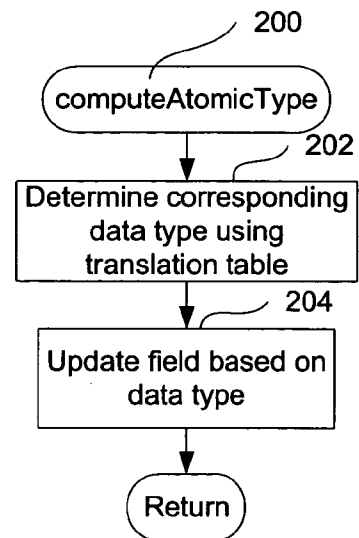 200
computeAtomicType
202
Determine corresponding
data type using
translation table
204
Update field based on
data type
Return